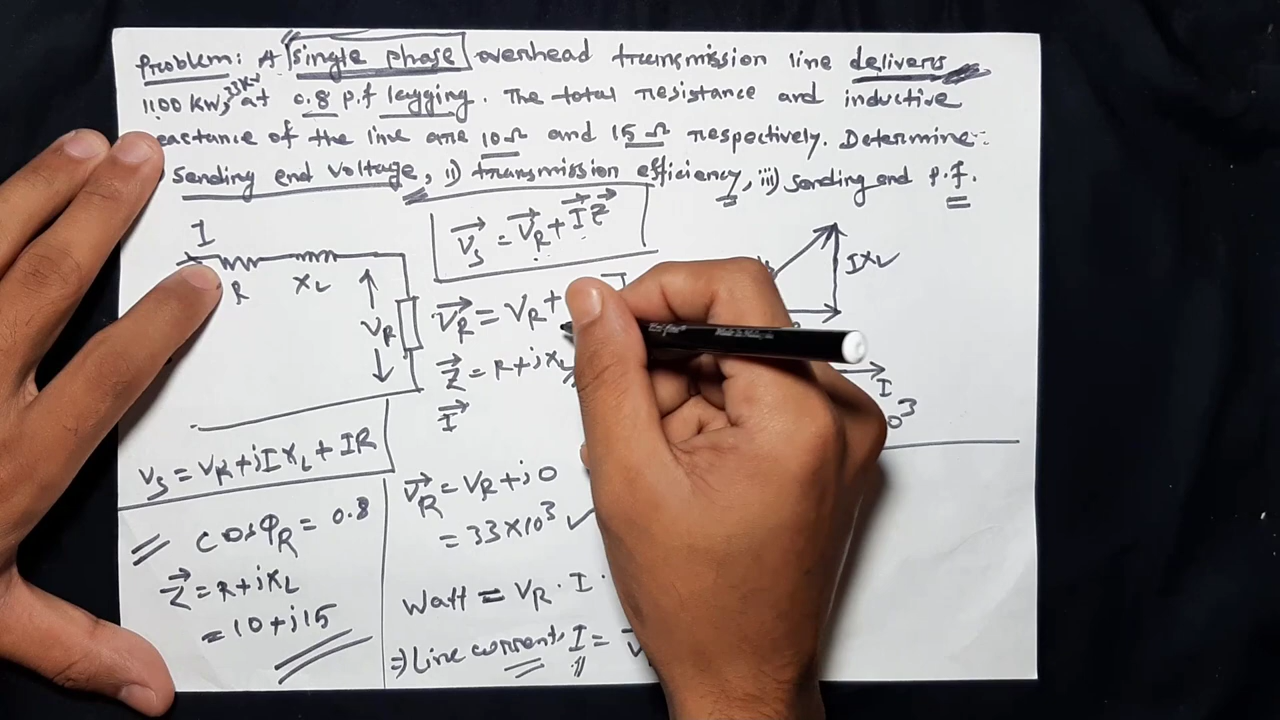 Problem: A single phase overhead transmission line delivers
1100 kW, 33kV at 0.8 p.f lagging. The total resistance and inductive
eactance of the line are 10 Ω and 15 Ω respectively. Determine:
Sending end voltage, ii) transmission efficiency, iii) Sending end p.f.
I
R
XL
VR
Vs = VR + jIXL + IR
cosφR = 0.8
Z = R + jXL
= 10 + j15
Vs = VR + IZ
VR = VR +
Z = R + jXL
I
VR = VR + j0
= 33×10³ ✓
Watt = VR . I .
⇒ Line current, I =
IXL
I